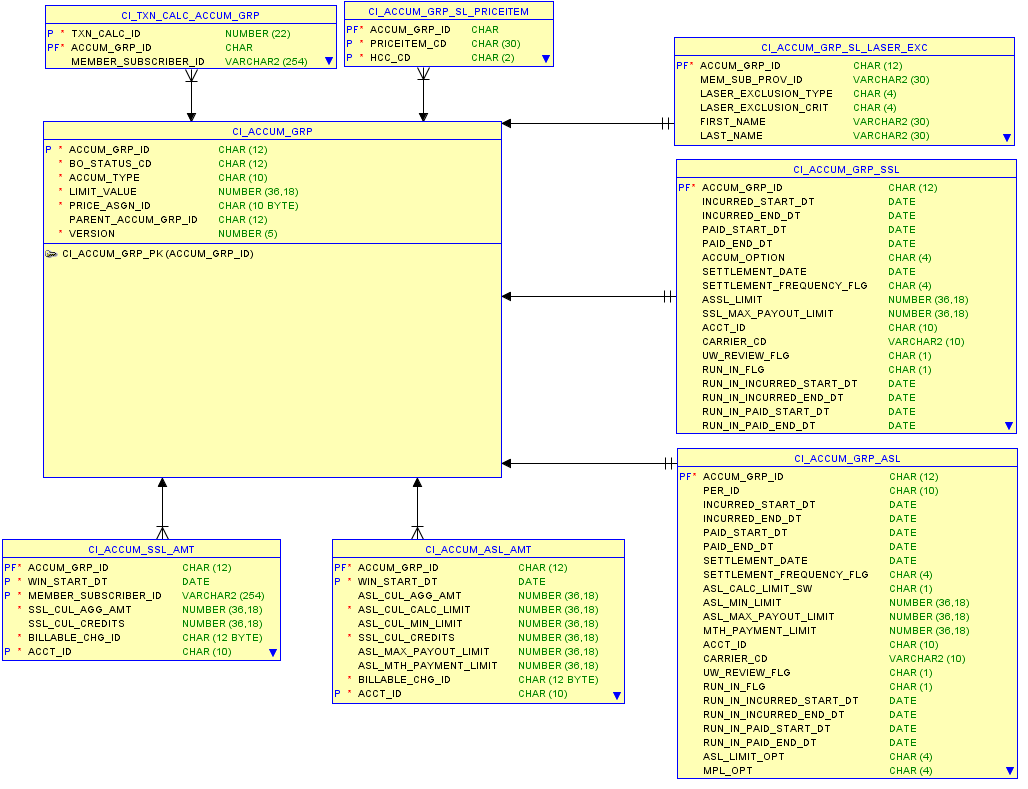 CI_TXN_CALC_ACCUM_GRP
P * TXN_CALC_ID NUMBER (22)
PF* ACCUM_GRP_ID CHAR
MEMBER_SUBSCRIBER_ID VARCHAR2 (254)
CI_ACCUM_GRP_SL_PRICEITEM
PF* ACCUM_GRP_ID CHAR
P * PRICEITEM_CD CHAR (30)
P * HCC_CD CHAR (2)
CI_ACCUM_GRP_SL_LASER_EXC
PF* ACCUM_GRP_ID CHAR (12)
MEM_SUB_PROV_ID VARCHAR2 (30)
LASER_EXCLUSION_TYPE CHAR (4)
LASER_EXCLUSION_CRIT CHAR (4)
FIRST_NAME VARCHAR2 (30)
LAST_NAME VARCHAR2 (30)
CI_ACCUM_GRP
P * ACCUM_GRP_ID CHAR (12)
* BO_STATUS_CD CHAR (12)
* ACCUM_TYPE CHAR (10)
* LIMIT_VALUE NUMBER (36,18)
* PRICE_ASGN_ID CHAR (10 BYTE)
PARENT_ACCUM_GRP_ID CHAR (12)
* VERSION NUMBER (5)
CI_ACCUM_GRP_PK (ACCUM_GRP_ID)
CI_ACCUM_GRP_SSL
PF* ACCUM_GRP_ID CHAR (12)
INCURRED_START_DT DATE
INCURRED_END_DT DATE
PAID_START_DT DATE
PAID_END_DT DATE
ACCUM_OPTION CHAR (4)
SETTLEMENT_DATE DATE
SETTLEMENT_FREQUENCY_FLG CHAR (4)
ASSL_LIMIT NUMBER (36,18)
SSL_MAX_PAYOUT_LIMIT NUMBER (36,18)
ACCT_ID CHAR (10)
CARRIER_CD VARCHAR2 (10)
UW_REVIEW_FLG CHAR (1)
RUN_IN_FLG CHAR (1)
RUN_IN_INCURRED_START_DT DATE
RUN_IN_INCURRED_END_DT DATE
RUN_IN_PAID_START_DT DATE
RUN_IN_PAID_END_DT DATE
CI_ACCUM_GRP_ASL
PF* ACCUM_GRP_ID CHAR (12)
PER_ID CHAR (10)
INCURRED_START_DT DATE
INCURRED_END_DT DATE
PAID_START_DT DATE
PAID_END_DT DATE
SETTLEMENT_DATE DATE
SETTLEMENT_FREQUENCY_FLG CHAR (4)
ASL_CALC_LIMIT_SW CHAR (1)
ASL_MIN_LIMIT NUMBER (36,18)
ASL_MAX_PAYOUT_LIMIT NUMBER (36,18)
MTH_PAYMENT_LIMIT NUMBER (36,18)
ACCT_ID CHAR (10)
CARRIER_CD VARCHAR2 (10)
UW_REVIEW_FLG CHAR (1)
RUN_IN_FLG CHAR (1)
RUN_IN_INCURRED_START_DT DATE
RUN_IN_INCURRED_END_DT DATE
RUN_IN_PAID_START_DT DATE
RUN_IN_PAID_END_DT DATE
ASL_LIMIT_OPT CHAR (4)
MPL_OPT CHAR (4)
CI_ACCUM_SSL_AMT
PF* ACCUM_GRP_ID CHAR (12)
P * WIN_START_DT DATE
P * MEMBER_SUBSCRIBER_ID VARCHAR2 (254)
* SSL_CUL_AGG_AMT NUMBER (36,18)
SSL_CUL_CREDITS NUMBER (36,18)
* BILLABLE_CHG_ID CHAR (12 BYTE)
P * ACCT_ID CHAR (10)
CI_ACCUM_ASL_AMT
PF* ACCUM_GRP_ID CHAR (12)
P * WIN_START_DT DATE
ASL_CUL_AGG_AMT NUMBER (36,18)
* ASL_CUL_CALC_LIMIT NUMBER (36,18)
ASL_CUL_MIN_LIMIT NUMBER (36,18)
* SSL_CUL_CREDITS NUMBER (36,18)
ASL_MAX_PAYOUT_LIMIT NUMBER (36,18)
ASL_MTH_PAYMENT_LIMIT NUMBER (36,18)
* BILLABLE_CHG_ID CHAR (12 BYTE)
P * ACCT_ID CHAR (10)